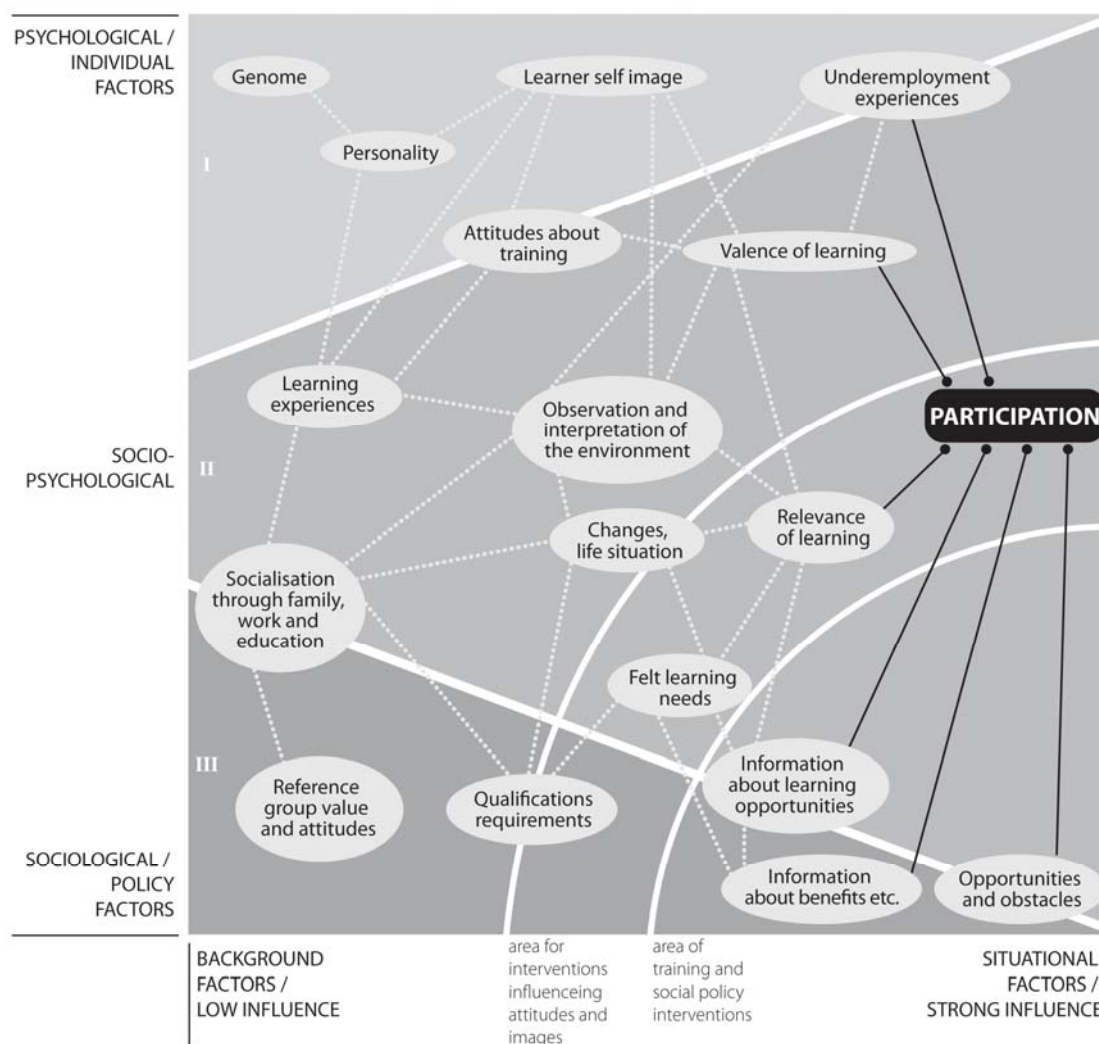 PSYCHOLOGICAL /
INDIVIDUAL
FACTORS
Genome
Learner self image
Underemployment
experiences
I
Personality
Attitudes about
training
Valence of learning
Learning
experiences
Observation and
interpretation of
the environment
PARTICIPATION
SOCIO-
PSYCHOLOGICAL
II
Changes,
life situation
Relevance
of learning
Socialisation
through family,
work and
education
Felt learning
needs
III
Reference
group value
and attitudes
Qualifications
requirements
Information
about learning
opportunities
SOCIOLOGICAL /
POLICY
FACTORS
Information
about benefits etc.
Opportunities
and obstacles
BACKGROUND
FACTORS /
LOW INFLUENCE
area for
interventions
influenceing
attitudes and
images
area of
training and
social policy
interventions
SITUATIONAL
FACTORS /
STRONG INFLUENCE